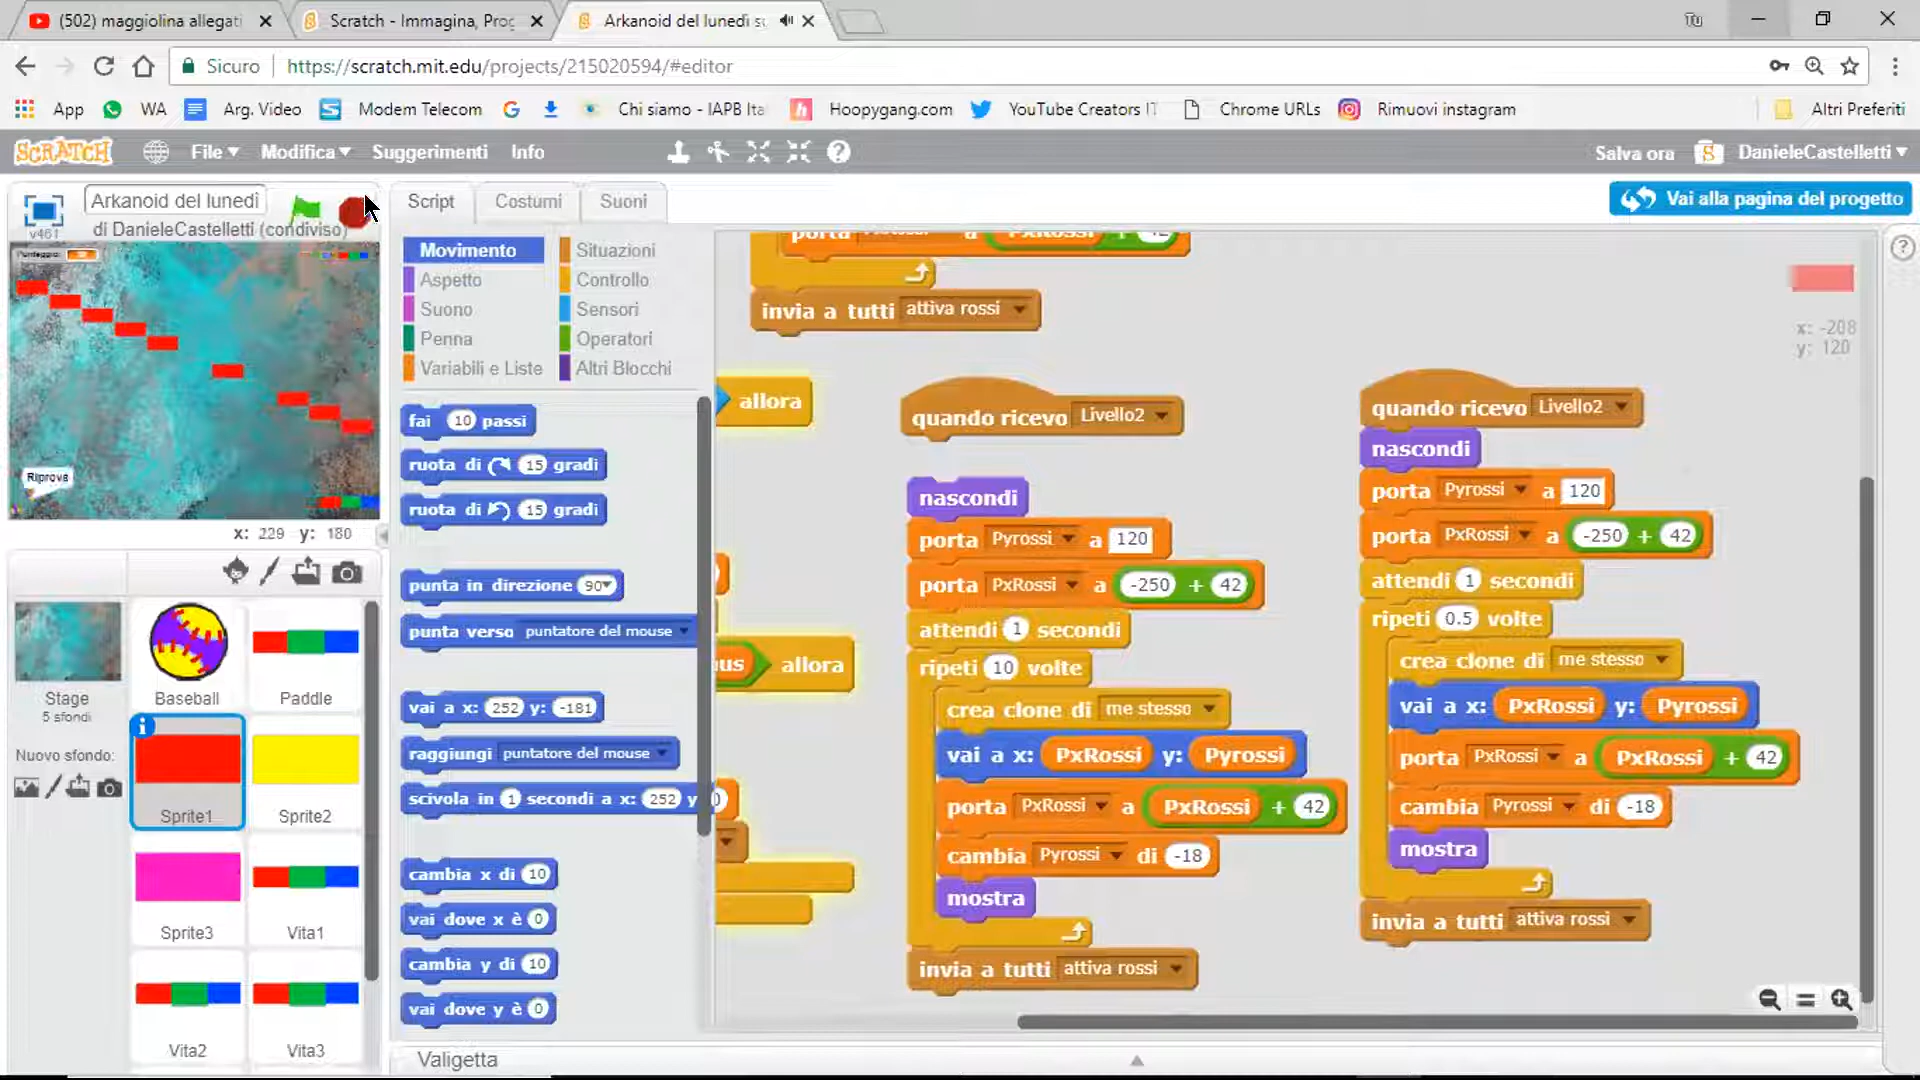 (502) maggiolina allegati
Scratch - Immagina, Prog
Arkanoid del lunedì su
Tu
Sicuro
https://scratch.mit.edu/projects/215020594/#editor
App
WA
Arg. Video
Modem Telecom
Chi siamo - IAPB Ita
Hoopygang.com
YouTube Creators IT
Chrome URLs
Rimuovi instagram
Altri Preferiti
SCRATCH
File
Modifica
Suggerimenti
Info
Salva ora
DanieleCastelletti
Arkanoid del lunedì
di DanieleCastelletti (condiviso)
v461
Script
Costumi
Suoni
Vai alla pagina del progetto
Punteggio
Riprova
x: 229 y: 180
Movimento
Situazioni
Aspetto
Controllo
Suono
Sensori
Penna
Operatori
Variabili e Liste
Altri Blocchi
fai 10 passi
ruota di 15 gradi
ruota di 15 gradi
punta in direzione 90
punta verso puntatore del mouse
vai a x: 252 y: -181
raggiungi puntatore del mouse
scivola in 1 secondi a x: 252 y
cambia x di 10
vai dove x è 0
cambia y di 10
vai dove y è 0
Stage
5 sfondi
Nuovo sfondo:
Baseball
Paddle
Sprite1
Sprite2
Sprite3
Vita1
Vita2
Vita3
porta
a
PxRossi + 42
invia a tutti attiva rossi
allora
allora
quando ricevo Livello2
nascondi
porta Pyrossi a 120
porta PxRossi a -250 + 42
attendi 1 secondi
ripeti 10 volte
crea clone di me stesso
vai a x: PxRossi y: Pyrossi
porta PxRossi a PxRossi + 42
cambia Pyrossi di -18
mostra
invia a tutti attiva rossi
quando ricevo Livello2
nascondi
porta Pyrossi a 120
porta PxRossi a -250 + 42
attendi 1 secondi
ripeti 0.5 volte
crea clone di me stesso
vai a x: PxRossi y: Pyrossi
porta PxRossi a PxRossi + 42
cambia Pyrossi di -18
mostra
invia a tutti attiva rossi
x: -208
y: 120
Valigetta